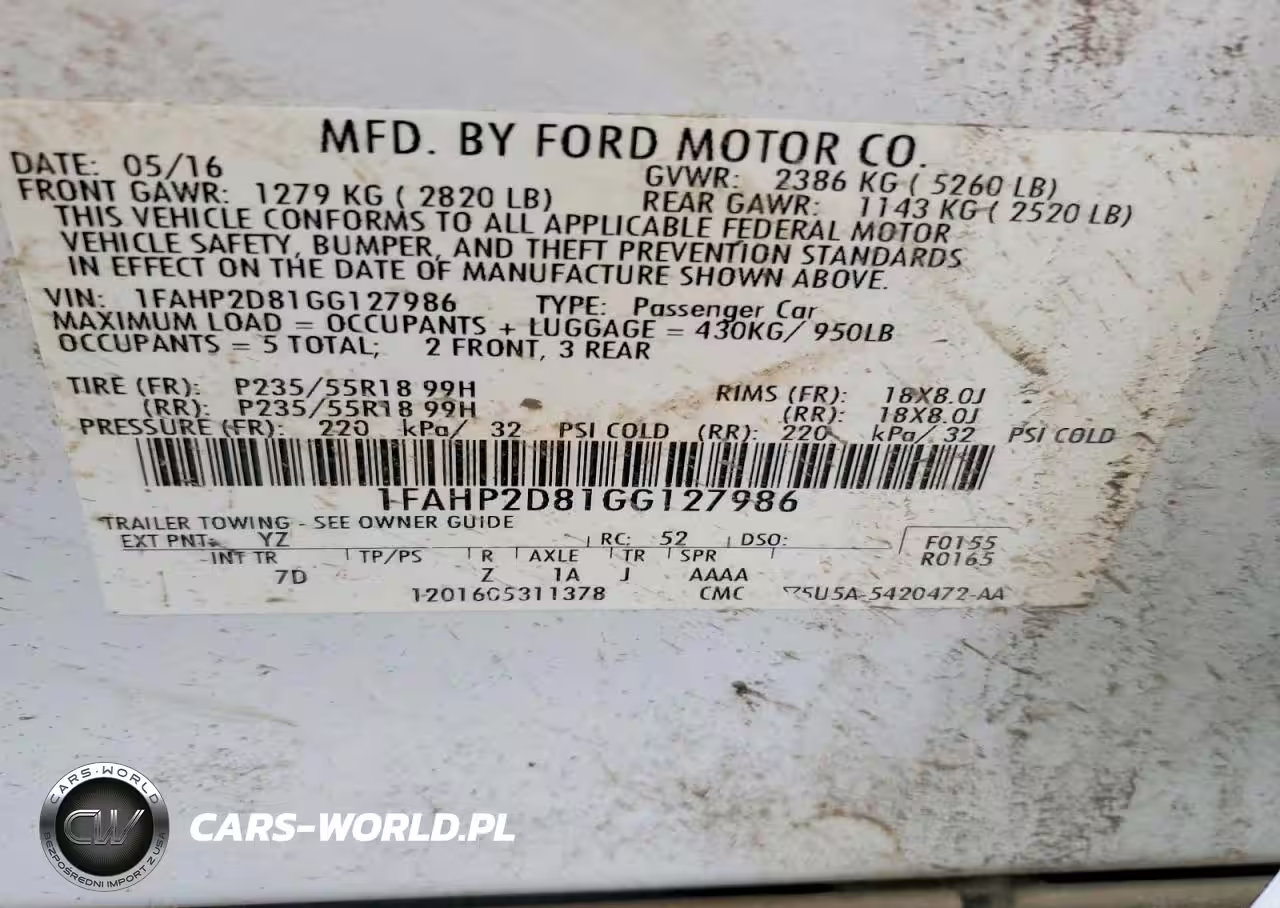 MFD. BY FORD MOTOR CO.
DATE: 05/16 GVWR: 2386 KG ( 5260 LB)
FRONT GAWR: 1279 KG ( 2820 LB) REAR GAWR: 1143 KG ( 2520 LB)
THIS VEHICLE CONFORMS TO ALL APPLICABLE FEDERAL MOTOR
VEHICLE SAFETY, BUMPER, AND THEFT PREVENTION STANDARDS
IN EFFECT ON THE DATE OF MANUFACTURE SHOWN ABOVE.
VIN: 1FAHP2D81GG127986 TYPE: Passenger Car
MAXIMUM LOAD = OCCUPANTS + LUGGAGE = 430KG/ 950LB
OCCUPANTS = 5 TOTAL; 2 FRONT, 3 REAR
TIRE (FR): P235/55R18 99H RIMS (FR): 18X8.0J
(RR): P235/55R18 99H (RR): 18X8.0J
PRESSURE (FR): 220 kPa/ 32 PSI COLD (RR): 220 kPa/ 32 PSI COLD
1FAHP2D81GG127986
TRAILER TOWING - SEE OWNER GUIDE
EXT PNT: YZ RC: 52 DSO: F0155
INT TR TP/PS R AXLE TR SPR R0165
7D Z 1A J AAAA
CMC
CARS-WORLD
CW
BEZPOŚREDNI IMPORT Z USA
CARS-WORLD.PL